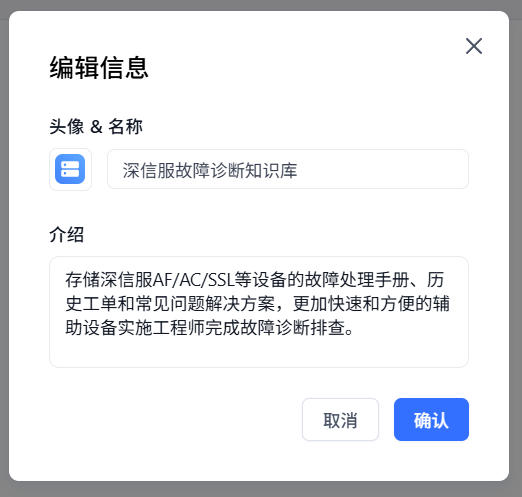 编辑信息
头像 & 名称
深信服故障诊断知识库
介绍
存储深信服AF/AC/SSL等设备的故障处理手册、历
史工单和常见问题解决方案，更加快速和方便的辅
助设备实施工程师完成故障诊断排查。
取消
确认